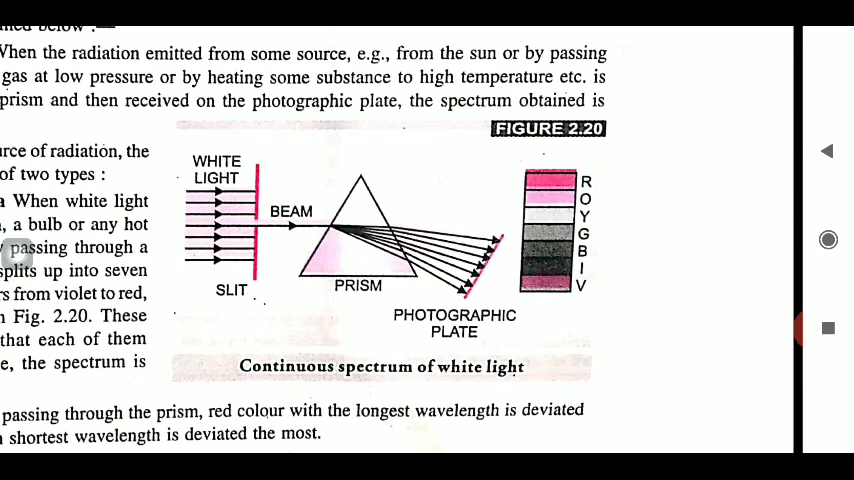 When the radiation emitted from some source, e.g., from the sun or by passing
gas at low pressure or by heating some substance to high temperature etc. is
prism and then received on the photographic plate, the spectrum obtained is
FIGURE 2.20
rce of radiation, the
of two types :
When white light
, a bulb or any hot
passing through a
splits up into seven
rs from violet to red,
Fig. 2.20. These
that each of them
e, the spectrum is
WHITE
LIGHT
BEAM
SLIT
PRISM
PHOTOGRAPHIC
PLATE
R
O
Y
G
B
I
V
Continuous spectrum of white light
passing through the prism, red colour with the longest wavelength is deviated
shortest wavelength is deviated the most.